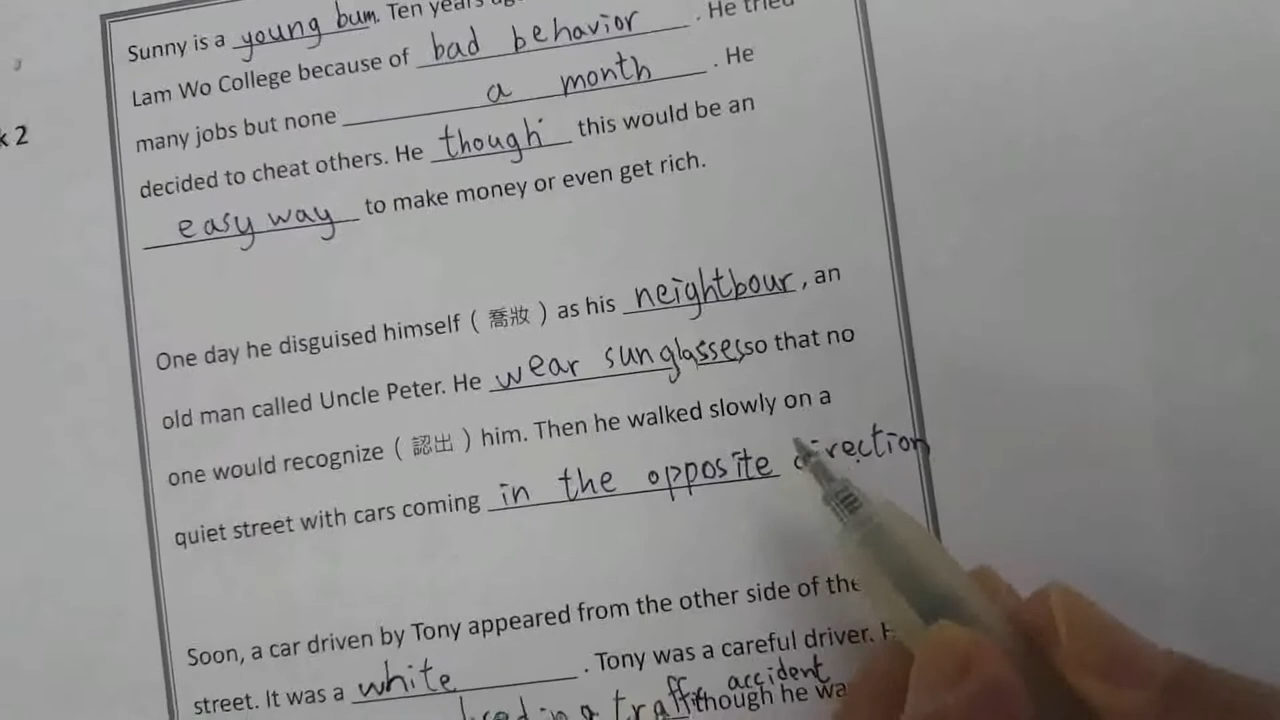 Sunny is a young bum. Ten years
Lam Wo College because of bad behavior. He tried
many jobs but none a month. He
decided to cheat others. He though this would be an
easy way to make money or even get rich.
One day he disguised himself (喬妝) as his neightbour, an
old man called Uncle Peter. He wear sunglasses so that no
one would recognize (認出) him. Then he walked slowly on a
quiet street with cars coming in the opposite direction
Soon, a car driven by Tony appeared from the other side of the
street. It was a white. Tony was a careful driver.
in a traffic accident though he
k 2